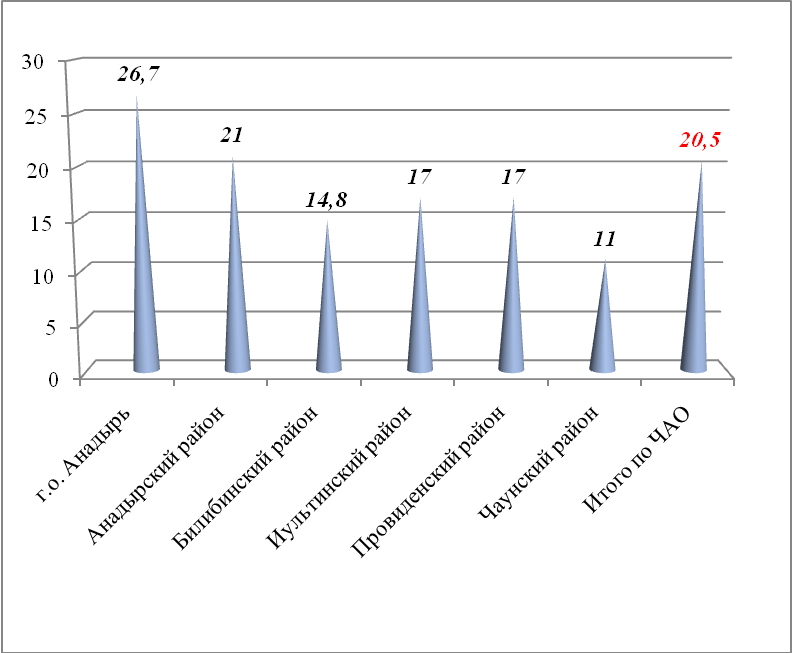 30
25
20
15
10
5
0
26,7
21
14,8
17
17
11
20,5
г.о. Анадырь
Анадырский район
Билибинский район
Иультинский район
Провиденский район
Чаунский район
Итого по ЧАО